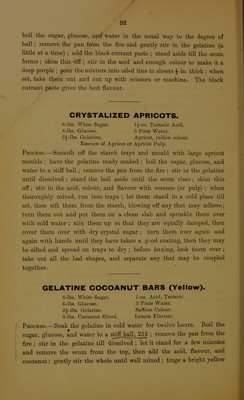 92
boil the sugar, glucose, and water in the usual way to the degree of
ball ; remove the pan from the fire and gently stir in the gelatine (a
little at a time) ; add the black currant paste ; stand aside till the scum
forms ; skim this off ; stir in the acid and enough colour to make it a
deep purple ; pour the mixture into oiled tins in sheets ½-in thick ; when
set, take them out and cut up with scissors or machine. The black
currant paste gives the best flavour.
CRYSTALIZED APRICOTS.
8-lbs. White Sugar.
6-lbs. Glucose.
2½-lbs. Gelatine.
1½-oz. Tartaric Acid.
3 Pints Water.
Apricot, yellow colour.
Essence of Apricot or Apricot Pulp.
Process.—Smooth off the starch trays and mould with large apricot
moulds ; have the gelatine ready soaked ; boil the sugar, glucose, and
water to a stiff ball ; remove the pan from the fire ; stir in the gelatine
until dissolved ; stand the boil aside until the scum rises ; skim this
off ; stir in the acid, colour, and flavour with essence (or pulp) ; when
thoroughly mixed, run into trays ; let them stand in a cold place till
set, then sift them from the starch, blowing off any that may adhere ;
turn them out and put them on a clean slab and sprinkle them over
with cold water ; mix them up so that they are equally damped, then
cover them over with dry crystal sugar ; turn them over again and
again with hands until they have taken a good coating, then they may
be sifted and spread on trays to dry ; before boxing, look them over ;
take out all the bad shapes, and separate any that may be coupled
together.
GELATINE COCOANUT BARS (Yellow).
8-lbs. White Sugar.
6-lbs. Glucose.
2½-lbs. Gelatine.
3-lbs. Cocoanut Sliced.
1-oz. Acid, Tartaric.
3 Pints Water.
Saffron Colour.
Lemon Flavour.
Process.—Soak the gelatine in cold water for twelve hours. Boil the
sugar, glucose, and water to a stiff ball, 255 ; remove the pan from the
fire ; stir in the gelatine till dissolved ; let it stand for a few minutes
and remove the scum from the top, then add the acid, flavour, and
cocoanut ; gently stir the whole until well mixed ; tinge a bright yellow